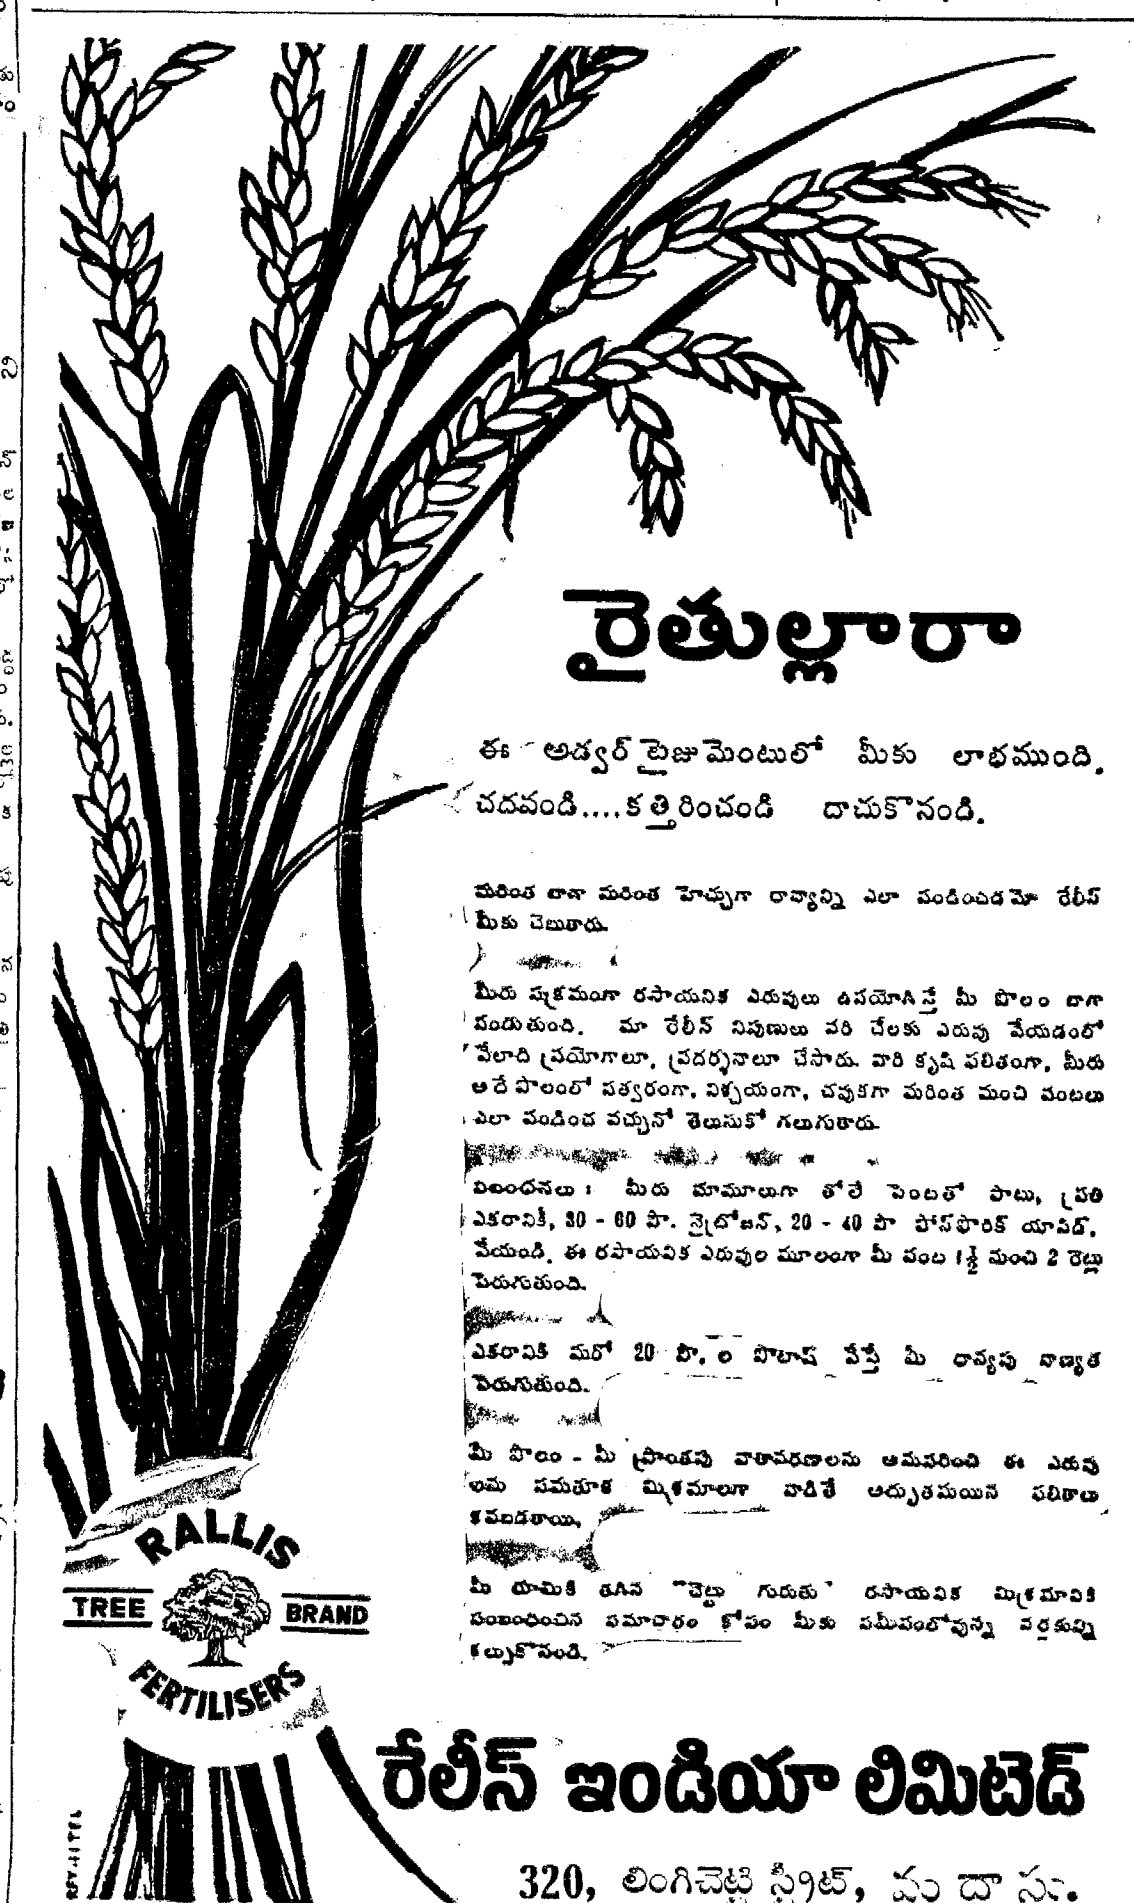 రైతుల్లారా
ఈ అడ్వర్ టైజుమెంటులో మీకు లాభముంది.
చదవండి....కత్తిరించండి దాచుకొనండి.
మరింత బాగా మరింత హెచ్చుగా ధాన్యాన్ని ఎలా పండించడమో రేలీస్
మీకు చెబుతారు.
మీరు సక్రమంగా రసాయనిక ఎరువులు ఉపయోగిస్తే మీ పొలం బాగా
పండుతుంది. మా రేలీస్ నిపుణులు వరి చేలకు ఎరువు వేయడంలో
వేలాది ప్రయోగాలూ, ప్రదర్శనాలూ చేసారు. వారి కృషి ఫలితంగా, మీరు
అదే పొలంలో సత్వరంగా, నిశ్చయంగా, చవుకగా మరింత మంచి పంటలు
ఎలా పండించ వచ్చునో తెలుసుకో గలుగుతారు.
నిబంధనలు : మీరు మామూలుగా తోలే పెంటతో పాటు, ప్రతి
ఎకరానికీ, 30 - 60 పౌ. నైట్రోజన్, 20 - 40 పౌ ఫోస్‌ఫారిక్ యాసిడ్,
వేయండి. ఈ రసాయనిక ఎరువుల మూలంగా మీ పంట 1½ నుంచి 2 రెట్లు
పెరుగుతుంది.
ఎకరానికి మరో 20 పౌ. ల పొటాష్ వేస్తే మీ ధాన్యపు నాణ్యత
పెరుగుతుంది.
మీ పొలం - మీ ప్రాంతపు వాతావరణాలను అనుసరించి ఈ ఎరువు
లను సమతూక మిశ్రమాలుగా వాడితే అద్భుతమయిన ఫలితాలు
కనబడతాయి.
మీ భూమికి తగిన "చెట్టు గురుతు" రసాయనిక మిశ్రమానికి
సంబంధించిన సమాచారం కోసం మీకు సమీపంలోవున్న వర్తకున్ని
కల్సుకొనండి.
RALLIS
TREE BRAND
FERTILISERS
రేలీస్ ఇండియా లిమిటెడ్
320, లింగిచెట్టి స్ట్రీట్, మదాసు.